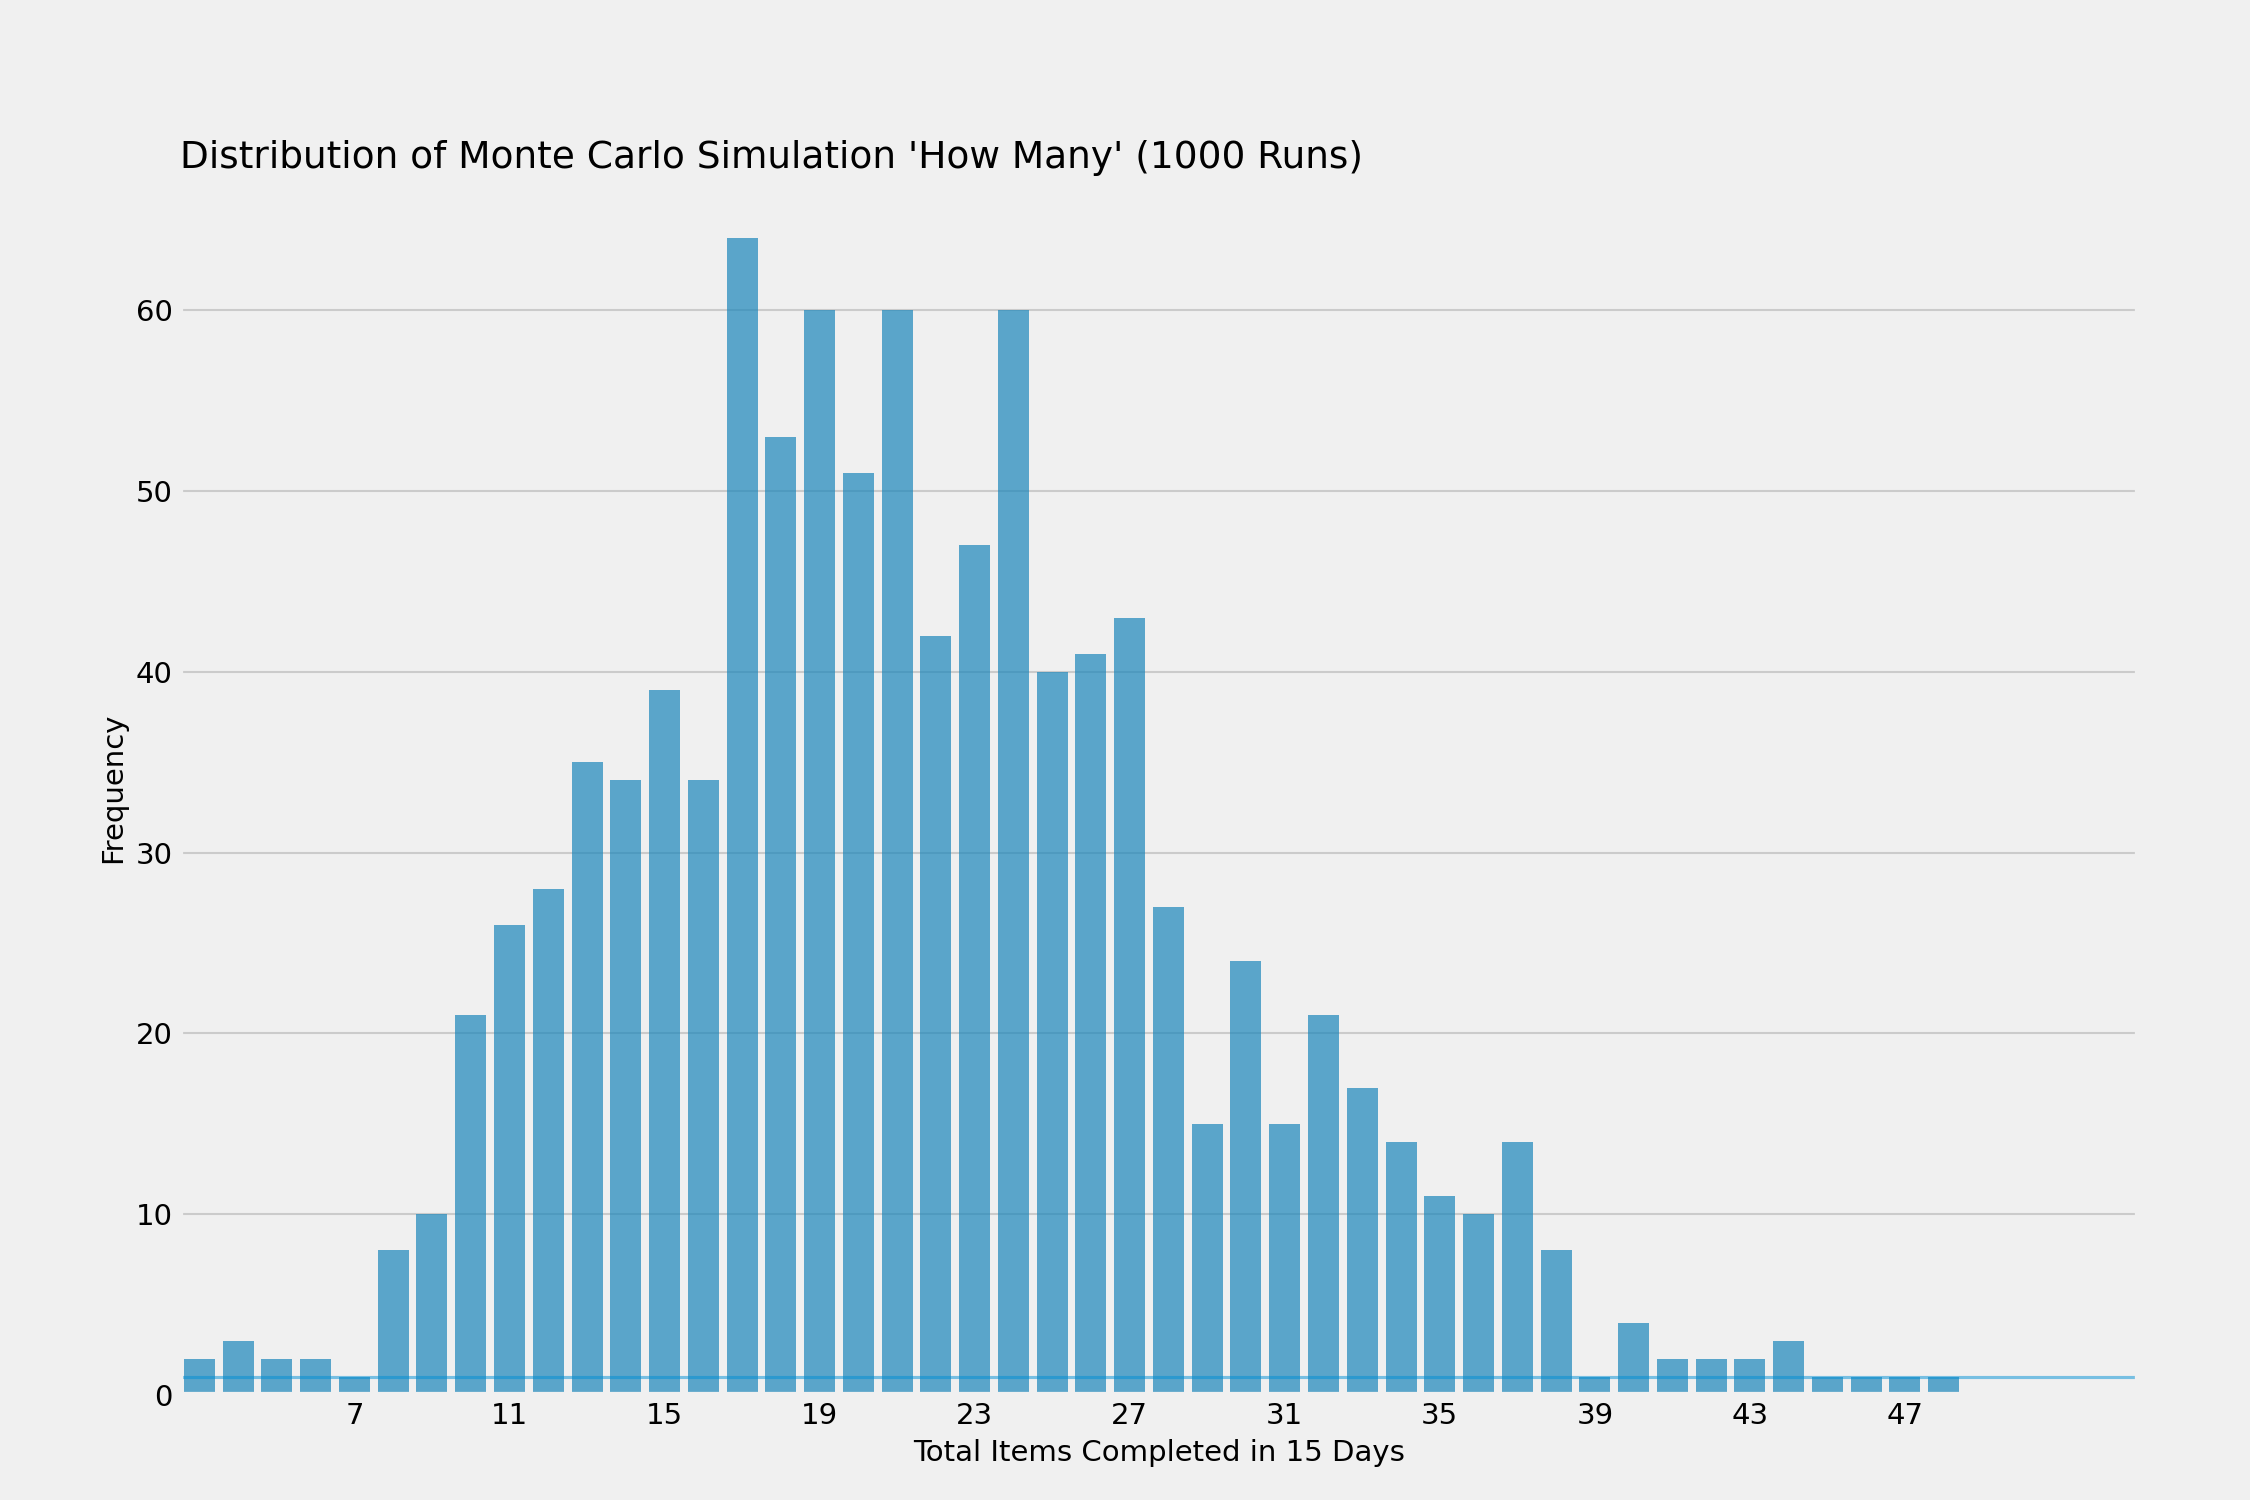 Distribution of Monte Carlo Simulation 'How Many' (1000 Runs)
Frequency
60
50
40
30
20
10
0
7 11 15 19 23 27 31 35 39 43 47
Total Items Completed in 15 Days